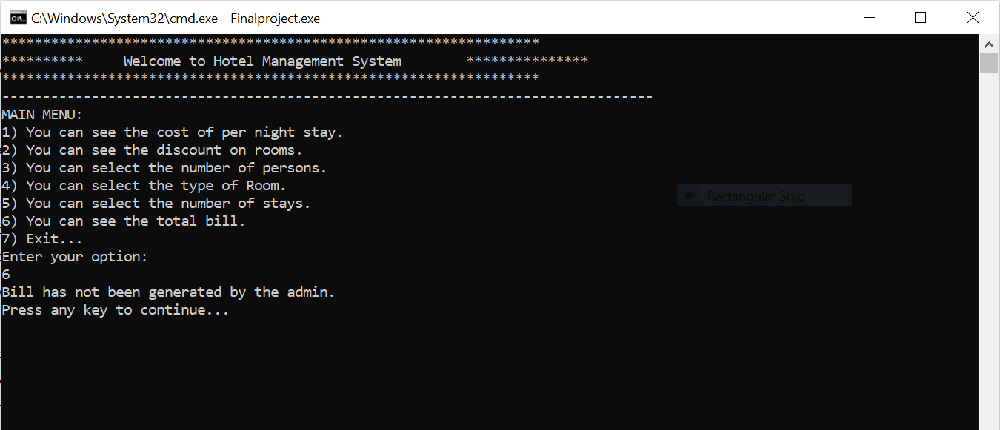 C:\Windows\System32\cmd.exe - Finalproject.exe
******************************************************************
**********     Welcome to Hotel Management System        ***************
******************************************************************
--------------------------------------------------------------------------------
MAIN MENU:
1) You can see the cost of per night stay.
2) You can see the discount on rooms.
3) You can select the number of persons.
4) You can select the type of Room.
Rectangular Snip
5) You can select the number of stays.
6) You can see the total bill.
7) Exit...
Enter your option:
6
Bill has not been generated by the admin.
Press any key to continue...